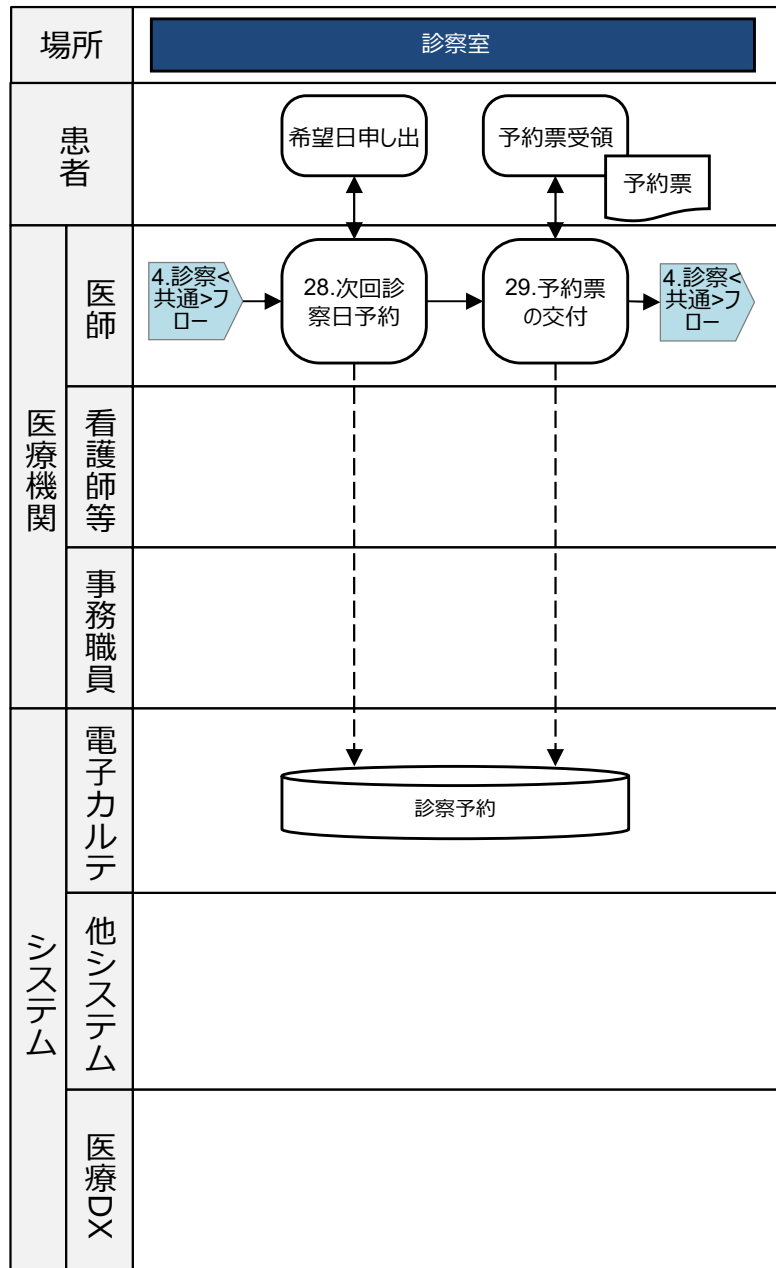 場所
診察室
患者
希望日申し出
予約票受領
予約票
医療機関
医師
4.診察<
共通>フ
ロー
28.次回診
察日予約
29.予約票
の交付
4.診察<
共通>フ
ロー
看護師等
事務職員
システム
電子カルテ
診察予約
他システム
医療DX